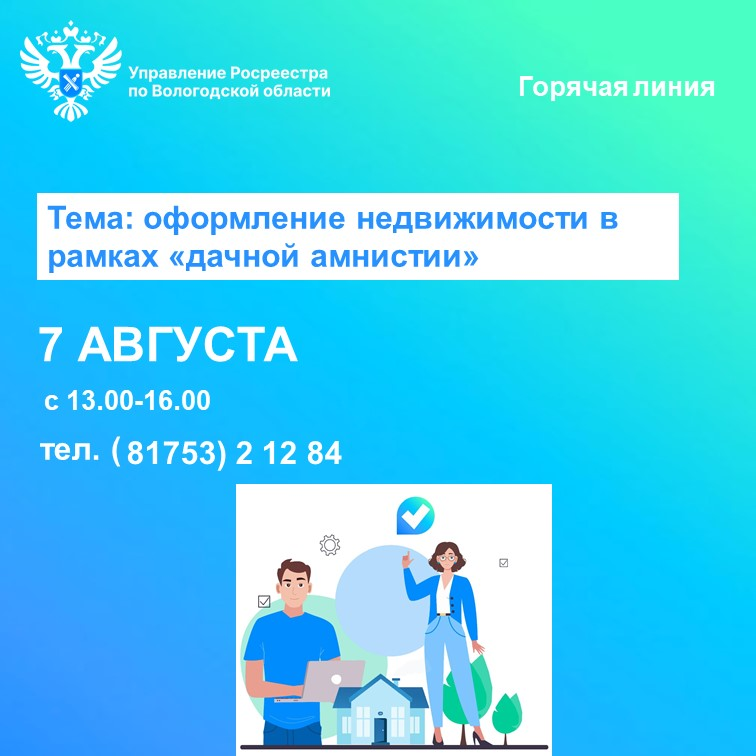 Управление Росреестра
по Вологодской области
Горячая линия
Тема: оформление недвижимости в
рамках «дачной амнистии»
7 АВГУСТА
с 13.00-16.00
тел. (81753) 2 12 84